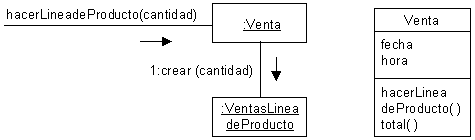 hacerLineadeProducto(cantidad)
:Venta
1:crear (cantidad)
:VentasLinea
deProducto
Venta
fecha
hora
hacerLinea
deProducto( )
total( )